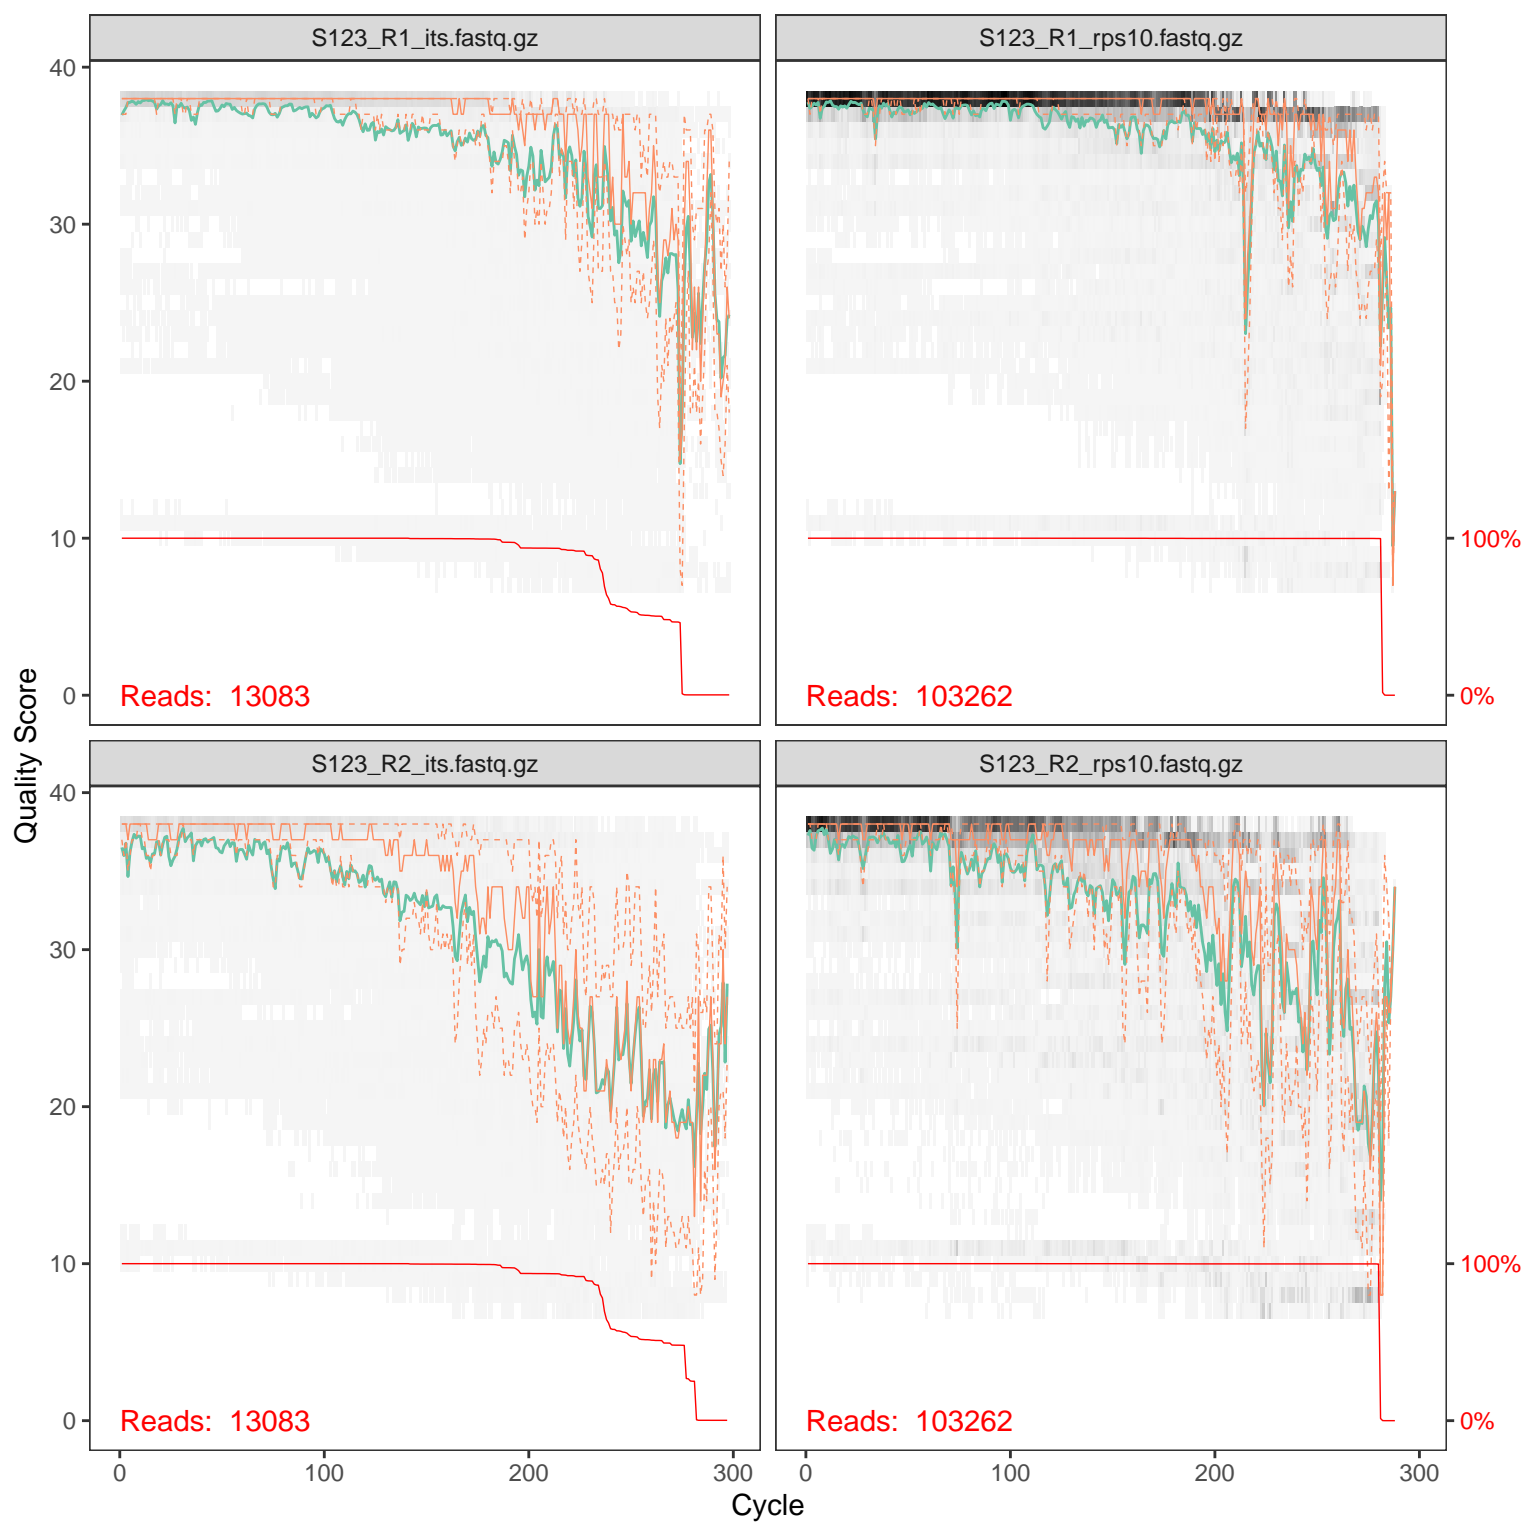 S123_R1_its.fastq.gz
S123_R1_rps10.fastq.gz
40
30
20
10
0
100%
0%
Reads:  13083
Reads:  103262
Quality Score
S123_R2_its.fastq.gz
S123_R2_rps10.fastq.gz
40
30
20
10
0
100%
0%
Reads:  13083
Reads:  103262
0 100 200 300
0 100 200 300
Cycle